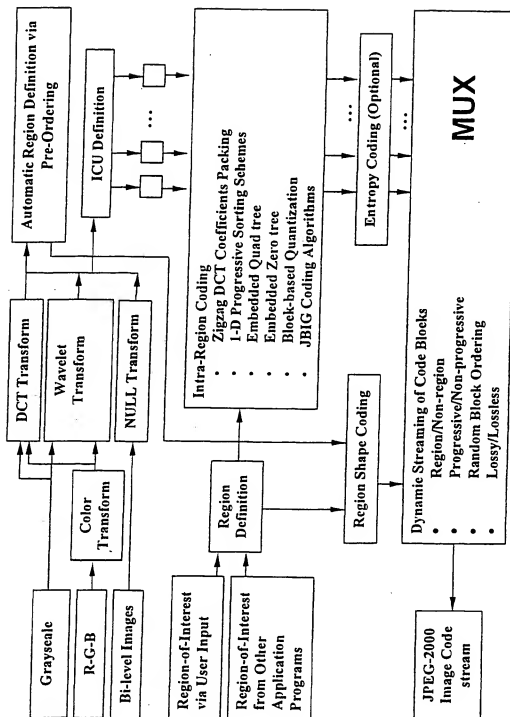 Grayscale
R-G-B
Bi-level Images
Color
Transform
DCT Transform
Wavelet
Transform
NULL Transform
Automatic Region Definition via
Pre-Ordering
ICU Definition
...
Region-of-Interest
via User Input
Region-of-Interest
from Other
Application
Programs
Region
Definition
Intra-Region Coding
• Zigzag DCT Coefficients Packing
• 1-D Progressive Sorting Schemes
• Embedded Quad tree
• Embedded Zero tree
• Block-based Quantization
• JBIG Coding Algorithms
...
Region Shape Coding
Entropy Coding (Optional)
...
Dynamic Streaming of Code Blocks
• Region/Non-region
• Progressive/Non-progressive
• Random Block Ordering
• Lossy/Lossless
MUX
JPEG-2000
Image Code
stream